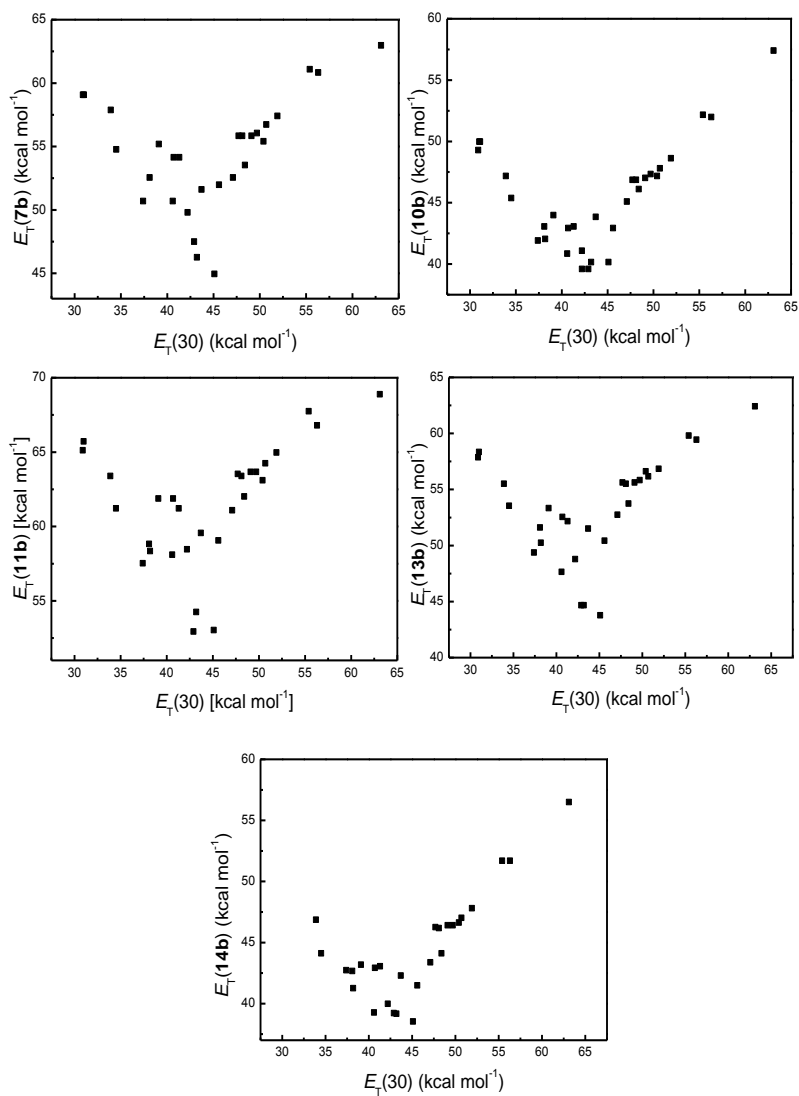 65
60
55
50
45
E_T(7b) (kcal mol⁻¹)
30 35 40 45 50 55 60 65
E_T(30) (kcal mol⁻¹)
60
55
50
45
40
E_T(10b) (kcal mol⁻¹)
30 35 40 45 50 55 60 65
E_T(30) (kcal mol⁻¹)
70
65
60
55
E_T(11b) [kcal mol⁻¹]
30 35 40 45 50 55 60 65
E_T(30) [kcal mol⁻¹]
65
60
55
50
45
40
E_T(13b) (kcal mol⁻¹)
30 35 40 45 50 55 60 65
E_T(30) (kcal mol⁻¹)
60
55
50
45
40
E_T(14b) (kcal mol⁻¹)
30 35 40 45 50 55 60 65
E_T(30) (kcal mol⁻¹)